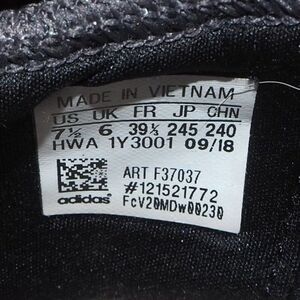 MADE IN VIETNAM
US UK FR JP CHN
7½ 6 39⅓ 245 240
HWA 1Y3001 09/18
ART F37037
#121521772
adidas FcV20MDw00230